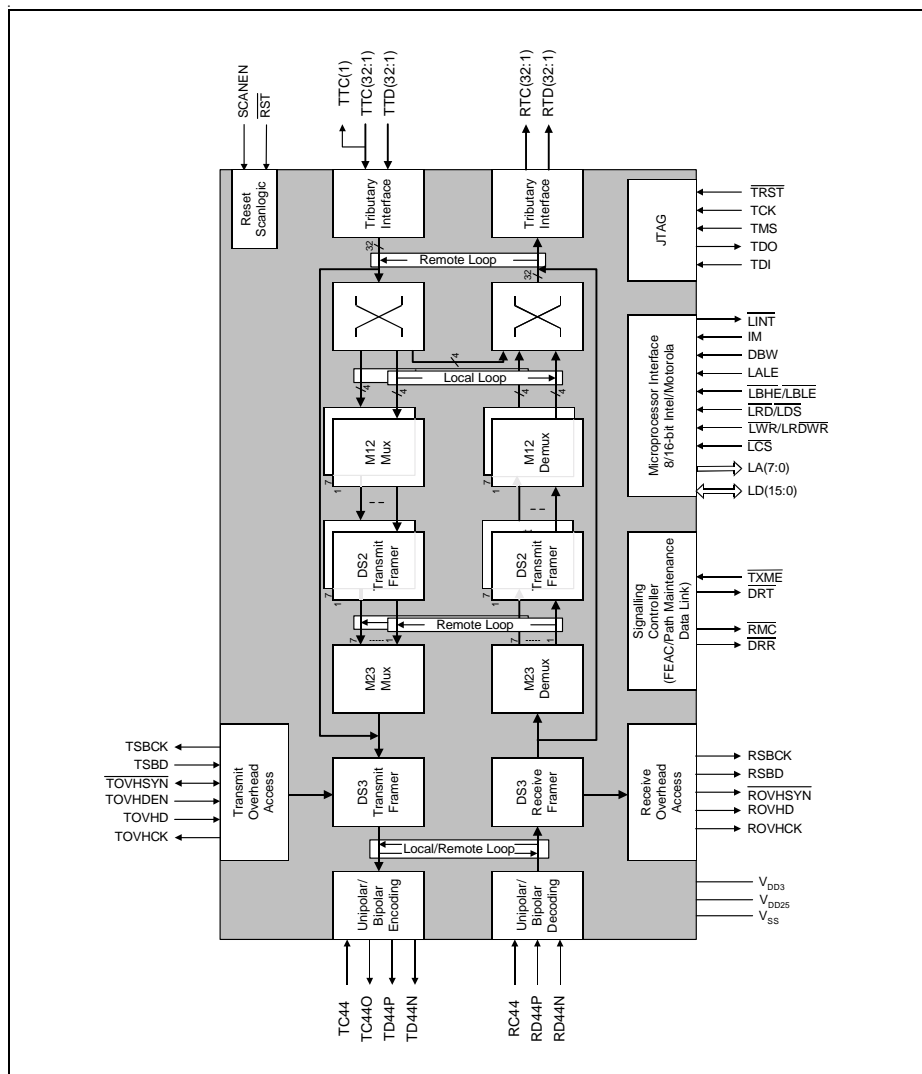 SCANEN
RST
TTC(1)
TTC(32:1)
TTD(32:1)
RTC(32:1)
RTD(32:1)
Reset
Scanlogic
Tributary
Interface
Tributary
Interface
JTAG
TRST
TCK
TMS
TDO
TDI
32
Remote Loop
32
4
4
Local Loop
4
4
4
M12
Mux
7
1
M12
Demux
7
1
Microprocessor Interface
8/16-bit Intel/Motorola
LINT
IM
DBW
LALE
LBHE/LBLE
LRD/LDS
LWR/LRDWR
LCS
LA(7:0)
LD(15:0)
DS2
Transmit
Framer
7
1
DS2
Transmit
Framer
7
1
Remote Loop
7
1
7
1
M23
Mux
M23
Demux
Signalling
Controller
(FEAC/Path Maintenance
Data Link)
TXME
DRT
RMC
DRR
TSBCK
TSBD
TOVHSYN
TOVHDEN
TOVHD
TOVHCK
Transmit
Overhead
Access
DS3
Transmit
Framer
DS3
Receive
Framer
Receive
Overhead
Access
RSBCK
RSBD
ROVHSYN
ROVHD
ROVHCK
Local/Remote Loop
Unipolar/
Bipolar
Encoding
Unipolar/
Bipolar
Decoding
VDD3
VDD25
VSS
TC44
TC44O
TD44P
TD44N
RC44
RD44P
RD44N